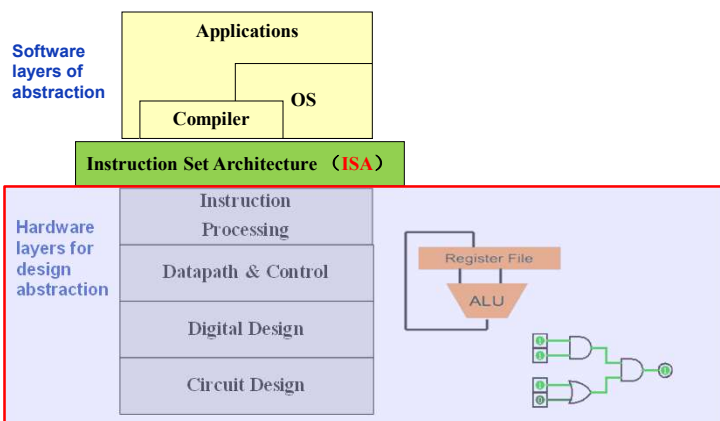 Applications
Software
layers of
abstraction
OS
Compiler
Instruction Set Architecture （ISA）
Instruction
Processing
Hardware
layers for
design
abstraction
Datapath & Control
Register File
ALU
Digital Design
Circuit Design
1
1
1
0
1